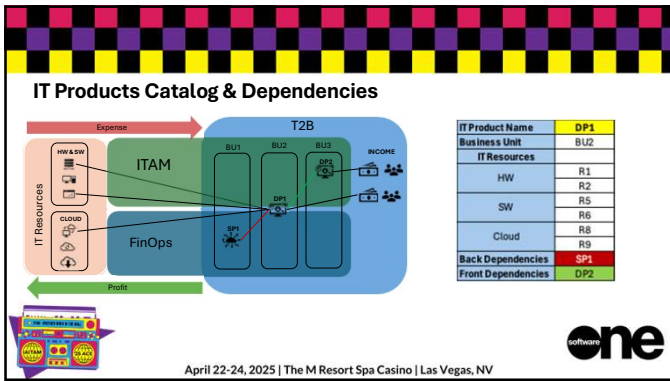 IT Products Catalog & Dependencies
Expense
T2B
HW & SW
ITAM
BU1
BU2
BU3
INCOME
DP2
DP1
IT Resources
CLOUD
FinOps
SP1
Profit
IT Product Name DP1
Business Unit BU2
IT Resources
HW R1
R2
SW R5
R6
Cloud R8
R9
Back Dependencies SP1
Front Dependencies DP2
IAITAM
25 ACE
software one
April 22-24, 2025 | The M Resort Spa Casino | Las Vegas, NV